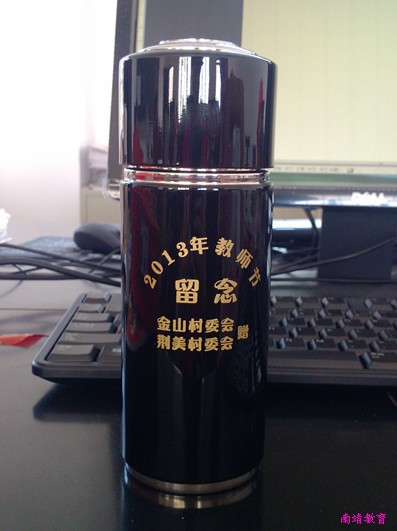 2013年教师节
留念
金山村委会
荆美村委会
赠
DELL
南靖教育